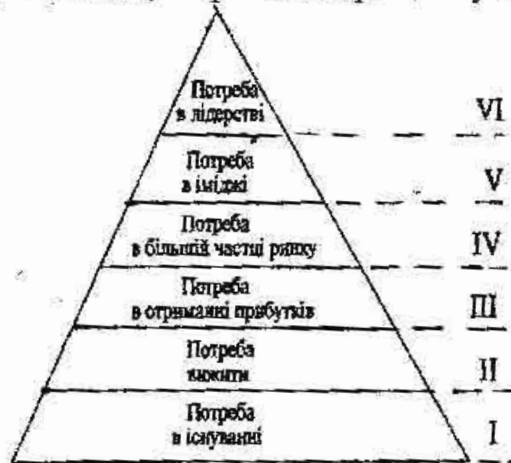 Потреба
в лідерстві
VI
Потреба
в іміджі
V
Потреба
в більшій частці ринку
IV
Потреба
в отриманні прибутків
III
Потреба
вижити
II
Потреба
в існуванні
I